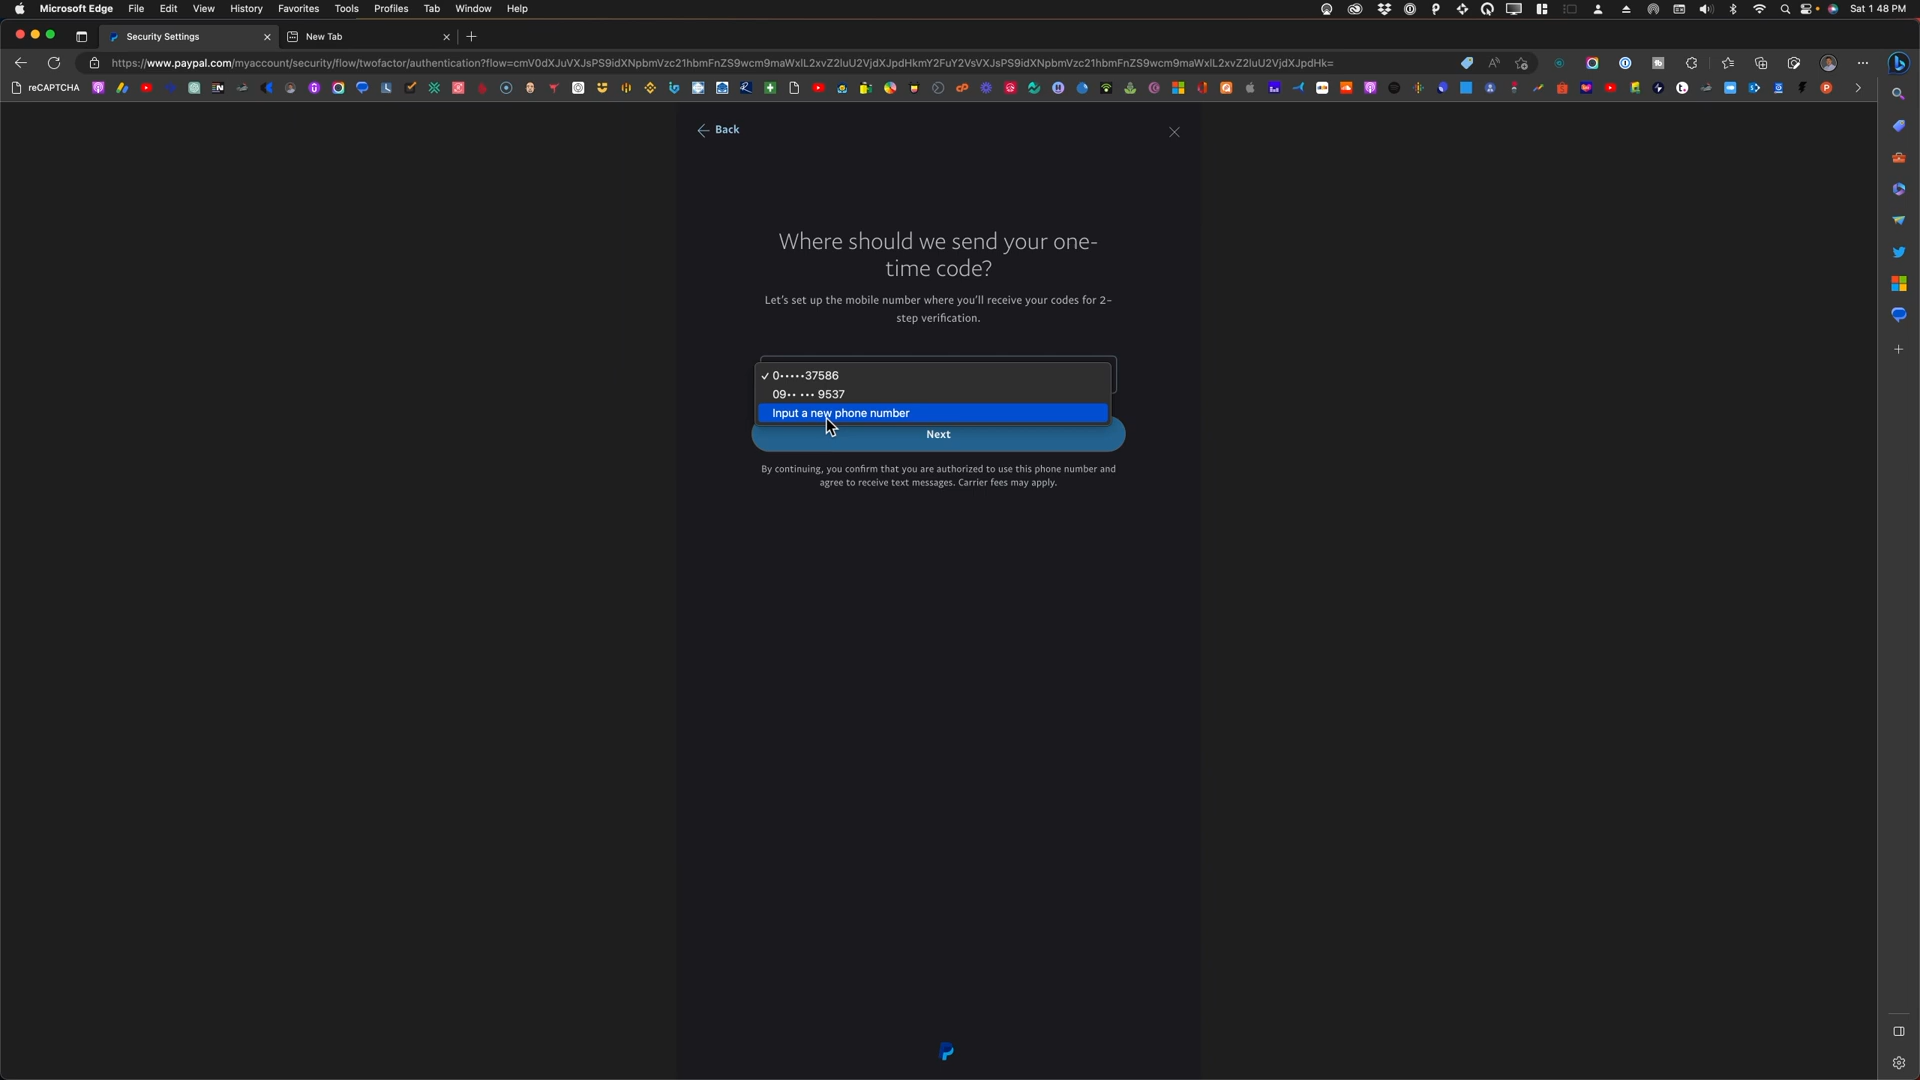 Microsoft Edge File Edit View History Favorites Tools Profiles Tab Window Help Sat 1 48 PM
Security Settings New Tab
https://www.paypal.com/myaccount/security/flow/twofactor/authentication?flow=
reCAPTCHA
Back
Where should we send your one-
time code?
Let's set up the mobile number where you'll receive your codes for 2-
step verification.
✓ 0•••••37586
09•• ••• 9537
Input a new phone number
Next
By continuing, you confirm that you are authorized to use this phone number and
agree to receive text messages. Carrier fees may apply.